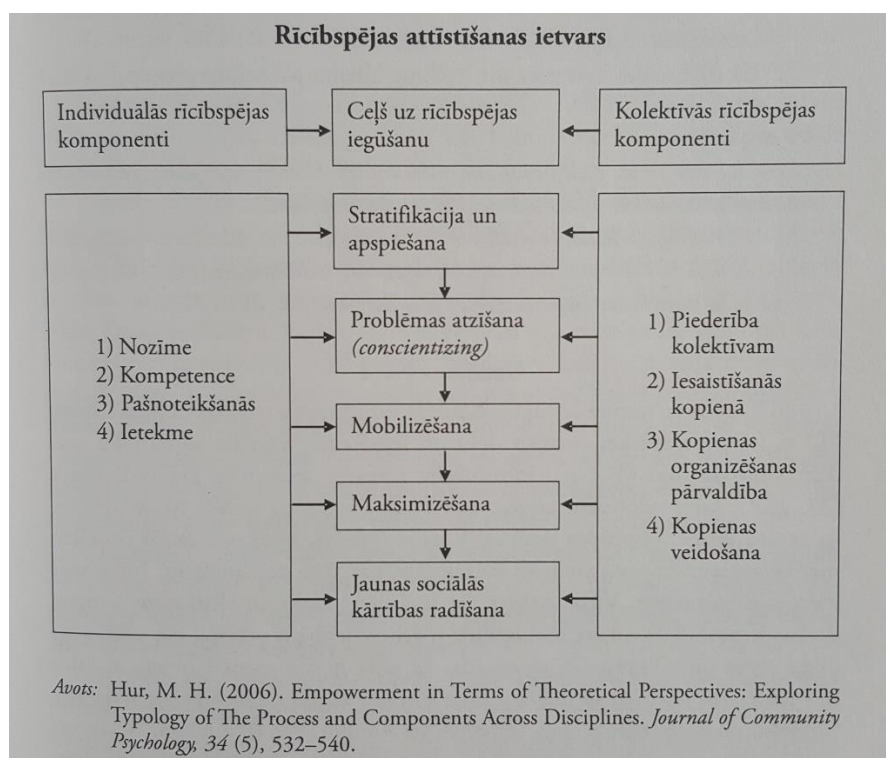 Rīcībspējas attīstīšanas ietvars
Individuālās rīcībspējas
komponenti
Ceļš uz rīcībspējas
iegūšanu
Kolektīvās rīcībspējas
komponenti
1) Nozīme
2) Kompetence
3) Pašnoteikšanās
4) Ietekme
Stratifikācija un
apspiešana
Problēmas atzīšana
(conscientizing)
Mobilizēšana
Maksimizēšana
Jaunas sociālās
kārtības radīšana
1) Piederība
kolektīvam
2) Iesaistīšanās
kopienā
3) Kopienas
organizēšanas
pārvaldība
4) Kopienas
veidošana
Avots: Hur, M. H. (2006). Empowerment in Terms of Theoretical Perspectives: Exploring
Typology of The Process and Components Across Disciplines. Journal of Community
Psychology, 34 (5), 532–540.